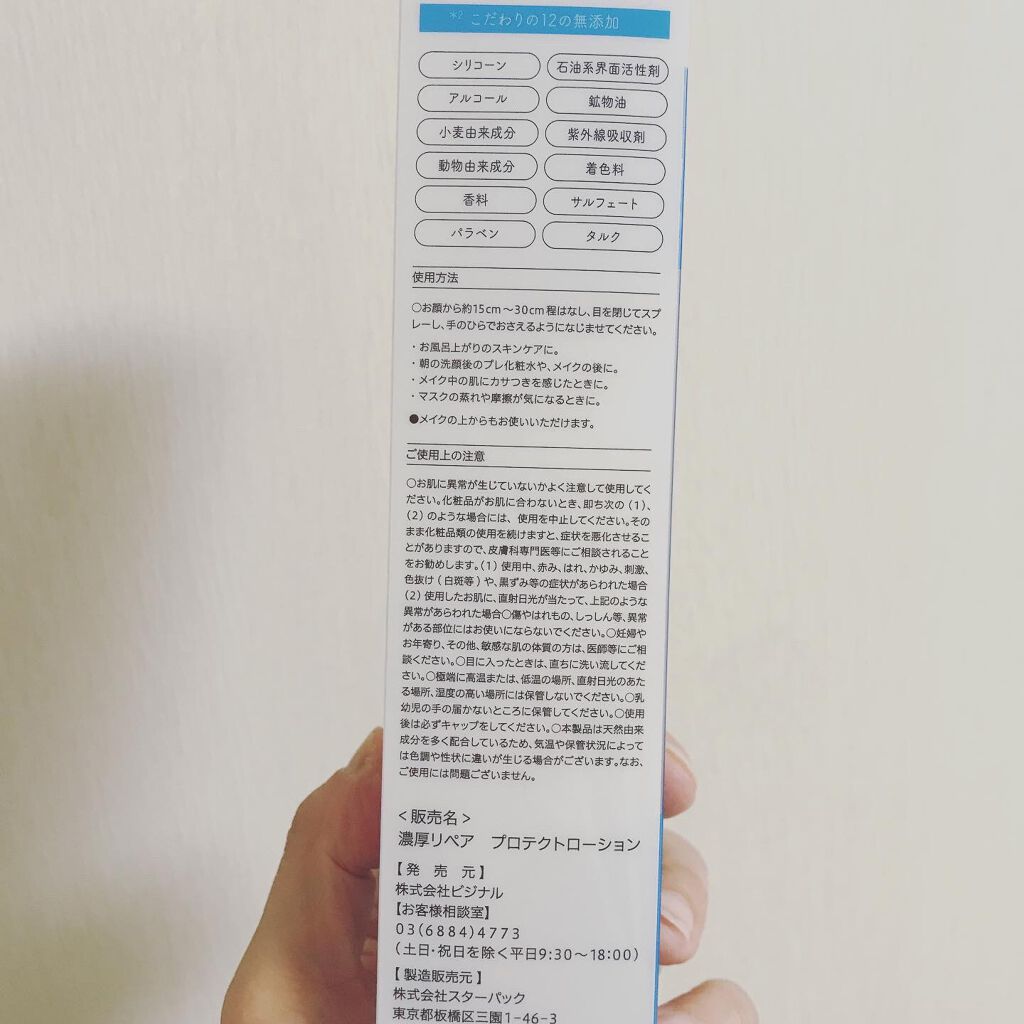 *2 こだわりの12の無添加
シリコーン 石油系界面活性剤
アルコール 鉱物油
小麦由来成分 紫外線吸収剤
動物由来成分 着色料
香料 サルフェート
パラベン タルク
使用方法
○お顔から約15cm〜30cm程はなし、目を閉じてスプ
レーし、手のひらでおさえるようになじませてください。
・お風呂上がりのスキンケアに。
・朝の洗顔後のプレ化粧水や、メイクの後に。
・メイク中の肌にカサつきを感じたときに。
・マスクの蒸れや摩擦が気になるときに。
●メイクの上からもお使いいただけます。
ご使用上の注意
○お肌に異常が生じていないかよく注意して使用してく
ださい。化粧品がお肌に合わないとき、即ち次の(1)、
(2)のような場合には、使用を中止してください。その
まま化粧品類の使用を続けますと、症状を悪化させるこ
とがありますので、皮膚科専門医等にご相談されること
をお勧めします。(1)使用中、赤み、はれ、かゆみ、刺激、
色抜け(白斑等)や、黒ずみ等の症状があらわれた場合
(2)使用したお肌に、直射日光が当たって、上記のような
異常があらわれた場合○傷やはれもの、しっしん等、異常
がある部位にはお使いにならないでください。○妊婦や
お年寄り、その他、敏感な肌の体質の方は、医師等にご相
談ください。○目に入ったときは、直ちに洗い流してくだ
さい。○極端に高温または、低温の場所、直射日光のあた
る場所、湿度の高い場所には保管しないでください。○乳
幼児の手の届かないところに保管してください。○使用
後は必ずキャップをしてください。○本製品は天然由来
成分を多く配合しているため、気温や保管状況によって
は色調や性状に違いが生じる場合がございます。なお、
ご使用には問題ございません。
<販売名>
濃厚リペア プロテクトローション
【発 売 元】
株式会社ビジナル
【お客様相談室】
03(6884)4773
(土日・祝日を除く平日9:30〜18:00)
【製造販売元】
株式会社スターパック
東京都板橋区三園1-46-3